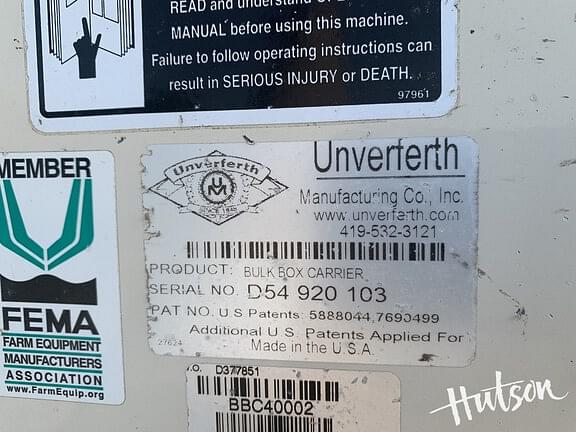 READ and understand
MANUAL before using this machine.
Failure to follow operating instructions can
result in SERIOUS INJURY or DEATH.
97961
MEMBER
FEMA
FARM EQUIPMENT
MANUFACTURERS
ASSOCIATION
www.FarmEquip.org
Unverferth
UM
SINCE 1948
Unverferth
Manufacturing Co., Inc.
www.unverferth.com
419-532-3121
PRODUCT: BULK BOX CARRIER
SERIAL NO. D54 920 103
PAT NO. U S Patents: 5888044,7690499
Additional U.S. Patents Applied For
27624 Made in the U.S.A.
.O. D377851
BBC40002
Hutson